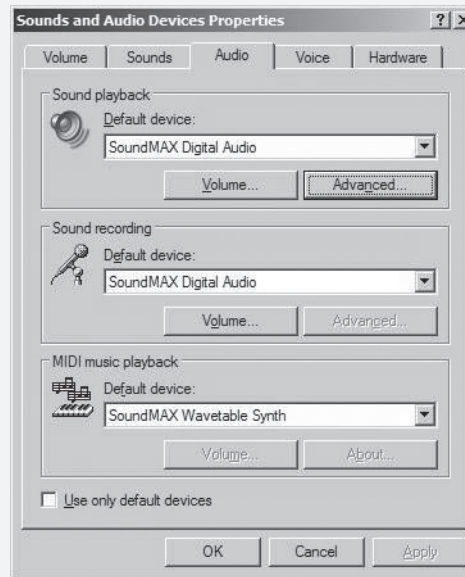 Sounds and Audio Devices Properties
Volume Sounds Audio Voice Hardware
Sound playback
Default device:
SoundMAX Digital Audio
Volume... Advanced...
Sound recording
Default device:
SoundMAX Digital Audio
Volume... Advanced...
MIDI music playback
Default device:
SoundMAX Wavetable Synth
Volume... About...
Use only default devices
OK Cancel Apply